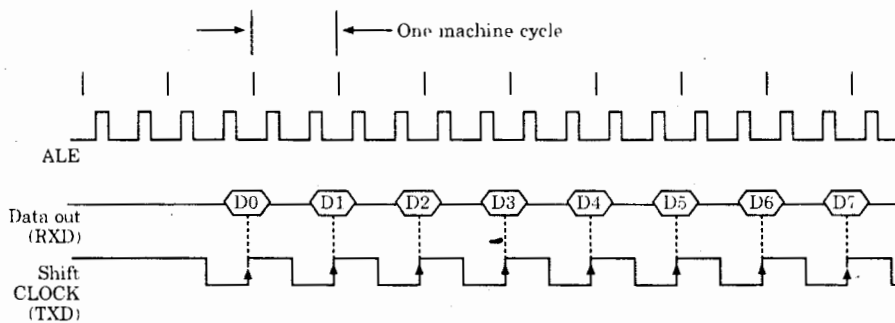 One machine cycle
ALE
D0 D1 D2 D3 D4 D5 D6 D7
Data out
(RXD)
Shift
CLOCK
(TXD)